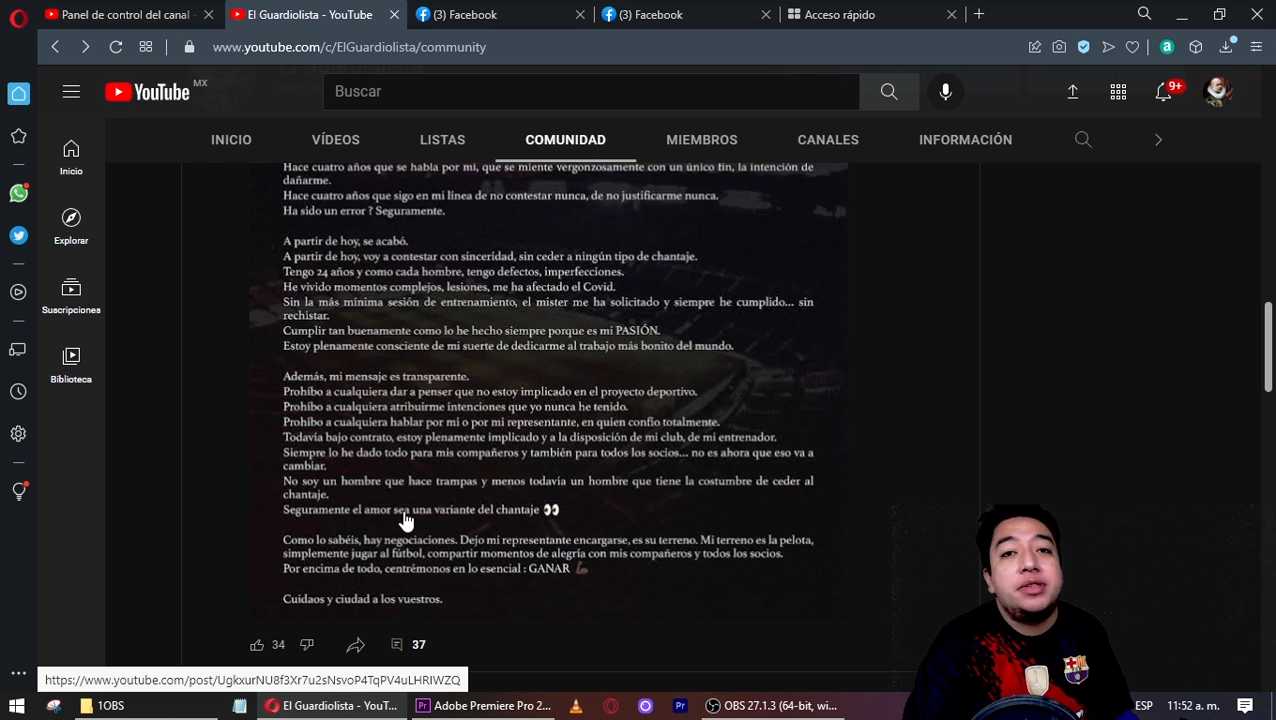 Panel de control del canal -
El Guardiolista - YouTube
(3) Facebook
(3) Facebook
Acceso rápido
www.youtube.com/c/ElGuardiolista/community
YouTube MX
Buscar
9+
INICIO VÍDEOS LISTAS COMUNIDAD MIEMBROS CANALES INFORMACIÓN
Inicio
Explorar
Suscripciones
Biblioteca
Hace cuatro años que se habla por mi, que se miente vergonzosamente con un único fin, la intención de
dañarme.
Hace cuatro años que sigo en mi línea de no contestar nunca, de no justificarme nunca.
Ha sido un error ? Seguramente.
A partir de hoy, se acabó.
A partir de hoy, voy a contestar con sinceridad, sin ceder a ningún tipo de chantaje.
Tengo 24 años y como cada hombre, tengo defectos, imperfecciones.
He vivido momentos complejos, lesiones, me ha afectado el Covid.
Sin la más mínima sesión de entrenamiento, el mister me ha solicitado y siempre he cumplido... sin
rechistar.
Cumplir tan buenamente como lo he hecho siempre porque es mi PASIÓN.
Estoy plenamente consciente de mi suerte de dedicarme al trabajo más bonito del mundo.
Además, mi mensaje es transparente.
Prohíbo a cualquiera dar a penser que no estoy implicado en el proyecto deportivo.
Prohíbo a cualquiera atribuirme intenciones que yo nunca he tenido.
Prohíbo a cualquiera hablar por mi o por mi representante, en quien confío totalmente.
Todavía bajo contrato, estoy plenamente implicado y a la disposición de mi club, de mi entrenador.
Siempre lo he dado todo para mis compañeros y también para todos los socios... no es ahora que eso va a
cambiar.
No soy un hombre que hace trampas y menos todavía un hombre que tiene la costumbre de ceder al
chantaje.
Seguramente el amor sea una variante del chantaje 👀
Como lo sabéis, hay negociaciones. Dejo mi representante encargarse, es su terreno. Mi terreno es la pelota,
simplemente jugar al fútbol, compartir momentos de alegría con mis compañeros y todos los socios.
Por encima de todo, centrémonos en lo esencial : GANAR 💪🏾
Cuidaos y ciudad a los vuestros.
34 37
https://www.youtube.com/post/UgkxurNU8f3Xr7u2sNsvoP4TqPV4uLHRIWZQ
1OBS
El Guardiolista - YouT...
Adobe Premiere Pro 2...
OBS 27.1.3 (64-bit, wi...
ESP 11:52 a. m.